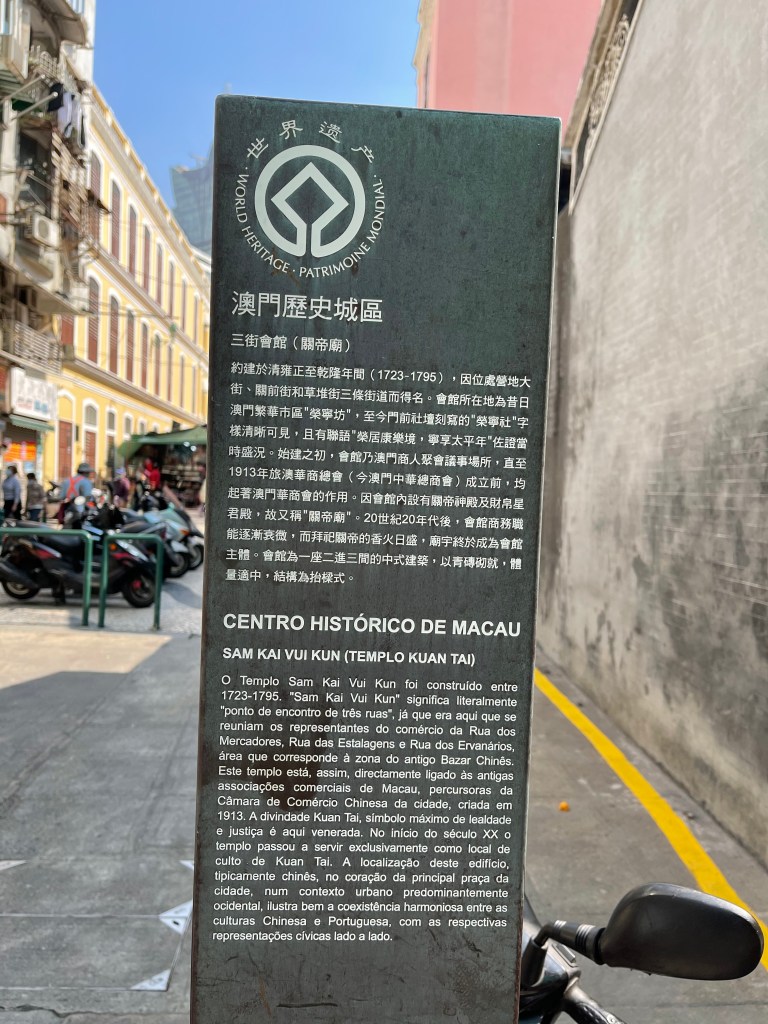 世界遗产
WORLD HERITAGE · PATRIMOINE MONDIAL
澳門歷史城區
三街會館（關帝廟）
約建於清雍正至乾隆年間（1723-1795），因位處營地大
街、關前街和草堆街三條街道而得名。會館所在地為昔日
澳門繁華市區"榮寧坊"，至今門前社壇刻寫的"榮寧社"字
樣清晰可見，且有聯語"榮居康樂境，寧享太平年"佐證當
時盛況。始建之初，會館乃澳門商人聚會議事場所，直至
1913年旅澳華商總會（今澳門中華總商會）成立前，均
起著澳門華商會的作用。因會館內設有關帝神殿及財帛星
君殿，故又稱"關帝廟"。20世紀20年代後，會館商務職
能逐漸衰微，而拜祀關帝的香火日盛，廟宇終於成為會館
主體。會館為一座二進三間的中式建築，以青磚砌就，體
量適中，結構為抬樑式。
CENTRO HISTÓRICO DE MACAU
SAM KAI VUI KUN (TEMPLO KUAN TAI)
O Templo Sam Kai Vui Kun foi construído entre
1723-1795. "Sam Kai Vui Kun" significa literalmente
"ponto de encontro de três ruas", já que era aqui que se
reuniam os representantes do comércio da Rua dos
Mercadores, Rua das Estalagens e Rua dos Ervanários,
área que corresponde à zona do antigo Bazar Chinês.
Este templo está, assim, directamente ligado às antigas
associações comerciais de Macau, percursoras da
Câmara de Comércio Chinesa da cidade, criada em
1913. A divindade Kuan Tai, símbolo máximo de lealdade
e justiça é aqui venerada. No início do século XX o
templo passou a servir exclusivamente como local de
culto de Kuan Tai. A localização deste edifício,
tipicamente chinês, no coração da principal praça da
cidade, num contexto urbano predominantemente
ocidental, ilustra bem a coexistência harmoniosa entre as
culturas Chinesa e Portuguesa, com as respectivas
representações cívicas lado a lado.